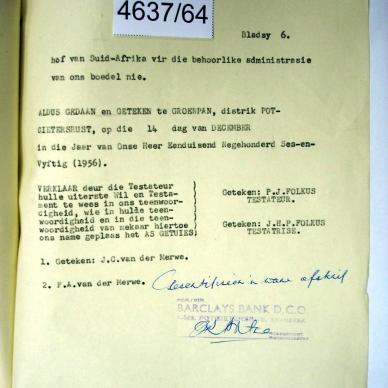 4637/64
Bladsy 6.
hof van Suid-Afrika vir die behoorlike administrasie
van ons boedel nie.
ALDUS GEDAAN en GETEKEN te GROENPAN, distrik POT-
GIETERSRUST, op die 14 dag van DECEMBER
in die Jaar van Onse Heer Eenduisend Negehonderd Ses-en-
Vyftig (1956).
VERKLAAR deur die Testateur )
hulle uiterste Wil en Testa- )
ment te wees in ons teenwoor- )
digheid, wie in hulde teen- )
woordigheid en in die teen- )
woordigheid van mekaar hiertoe )
ons name geplaas het AS GETUIES )
Geteken: P.J.FOLKUS
TESTATEUR.
Geteken: J.H.P.FOLKUS
TESTATRISE.
1. Geteken: J.C.van der Merwe.
2. F.A.van der Merwe.
'n ware afskrif
BARCLAYS BANK D.C.O